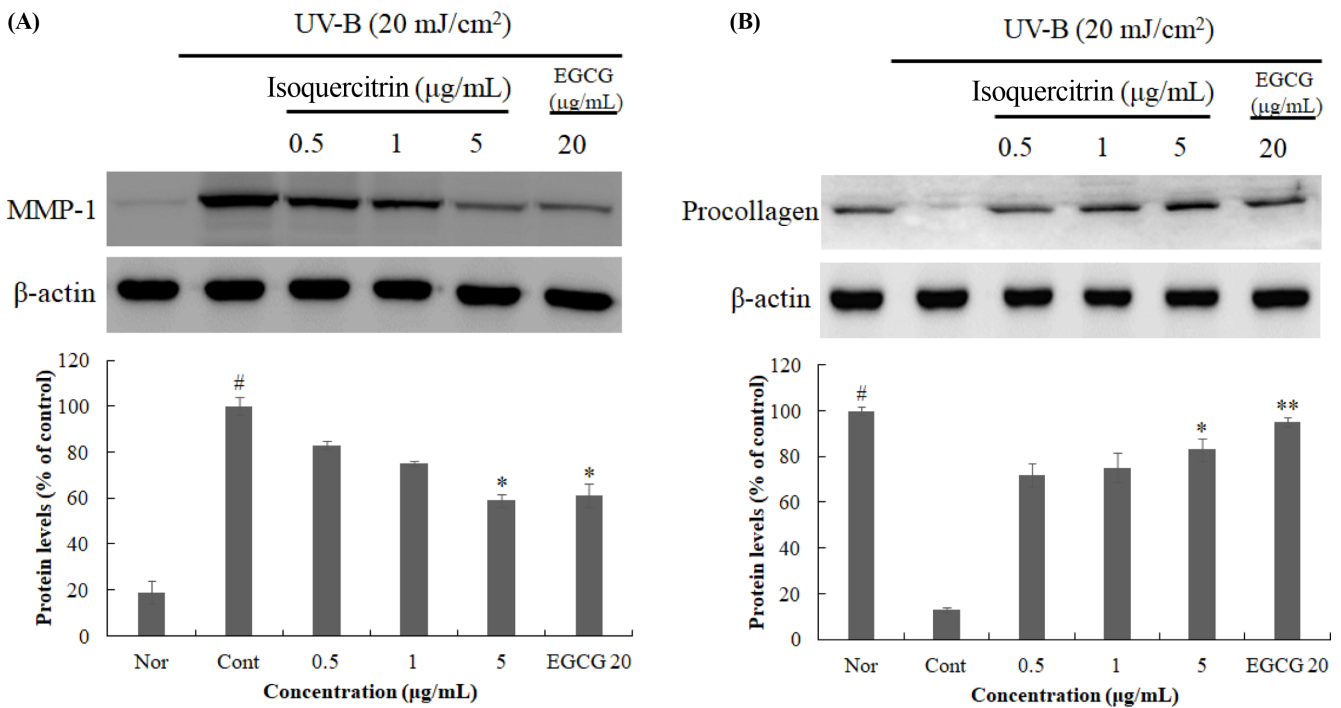 (A)
UV-B (20 mJ/cm²)
Isoquercitrin (μg/mL)
EGCG
(μg/mL)
0.5 1 5 20
MMP-1
β-actin
Protein levels (% of control)
120
100
80
60
40
20
0
#
*
*
Nor Cont 0.5 1 5 EGCG 20
Concentration (μg/mL)
(B)
UV-B (20 mJ/cm²)
Isoquercitrin (μg/mL)
EGCG
(μg/mL)
0.5 1 5 20
Procollagen
β-actin
Protein levels (% of control)
120
100
80
60
40
20
0
#
*
**
Nor Cont 0.5 1 5 EGCG 20
Concentration (μg/mL)